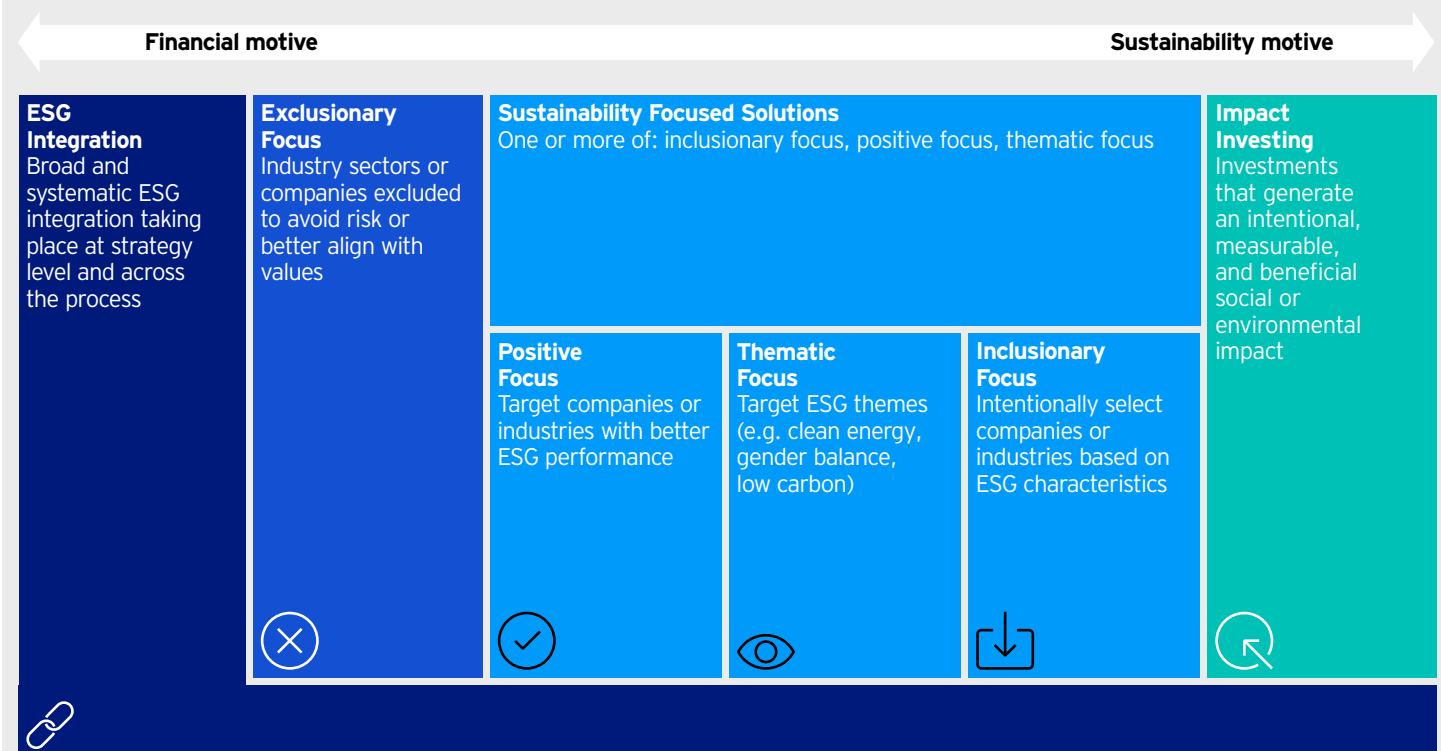 Financial motive
Sustainability motive
ESG
Integration
Broad and
systematic ESG
integration taking
place at strategy
level and across
the process
Exclusionary
Focus
Industry sectors or
companies excluded
to avoid risk or
better align with
values
Sustainability Focused Solutions
One or more of: inclusionary focus, positive focus, thematic focus
Positive
Focus
Target companies or
industries with better
ESG performance
Thematic
Focus
Target ESG themes
(e.g. clean energy,
gender balance,
low carbon)
Inclusionary
Focus
Intentionally select
companies or
industries based on
ESG characteristics
Impact
Investing
Investments
that generate
an intentional,
measurable,
and beneficial
social or
environmental
impact